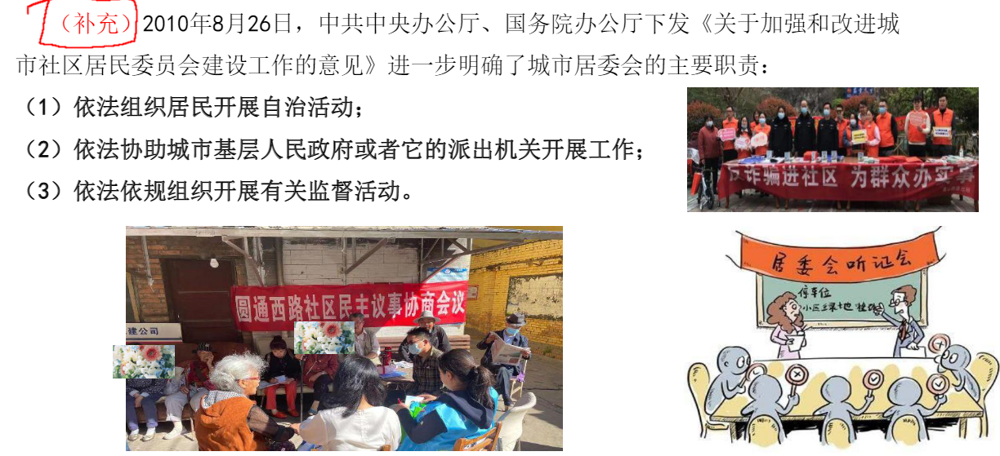 （补充）2010年8月26日，中共中央办公厅、国务院办公厅下发《关于加强和改进城
市社区居民委员会建设工作的意见》进一步明确了城市居委会的主要职责：
（1）依法组织居民开展自治活动；
（2）依法协助城市基层人民政府或者它的派出机关开展工作；
（3）依法依规组织开展有关监督活动。
反诈骗进社区 为群众办实事
圆通西路社区民主议事协商会议
建公司
居委会听证会
停车位
小区绿地